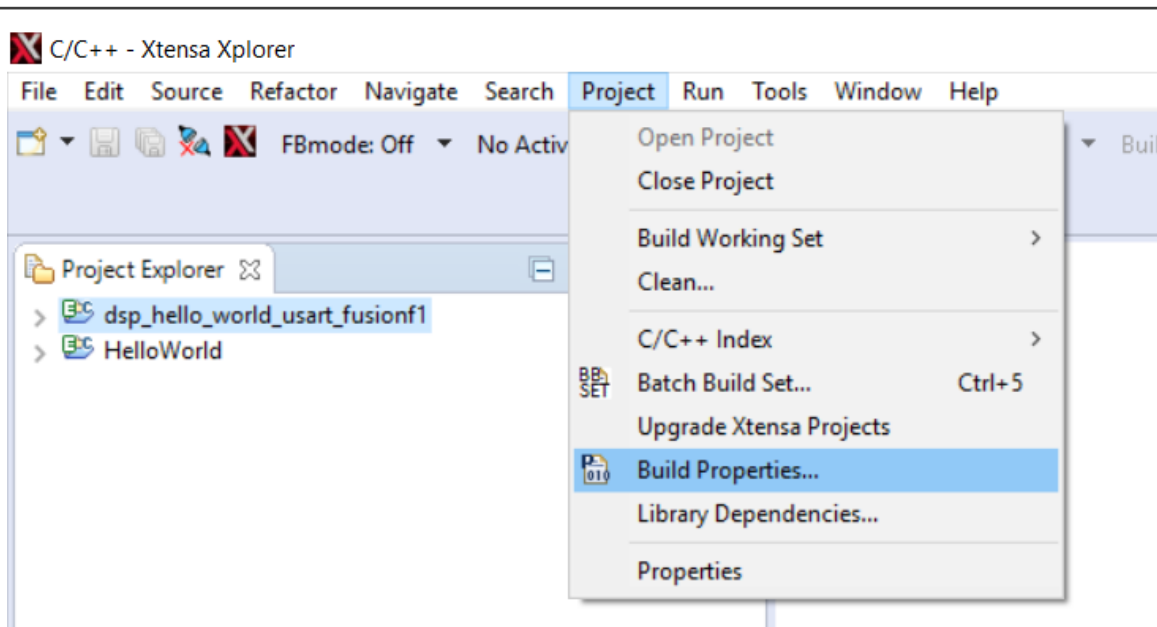 C/C++ - Xtensa Xplorer
File Edit Source Refactor Navigate Search Project Run Tools Window Help
FBmode: Off No Activ
Bui
Open Project
Close Project
Build Working Set
Clean...
C/C++ Index
Batch Build Set... Ctrl+5
Upgrade Xtensa Projects
Build Properties...
Library Dependencies...
Properties
Project Explorer
dsp_hello_world_usart_fusionf1
HelloWorld